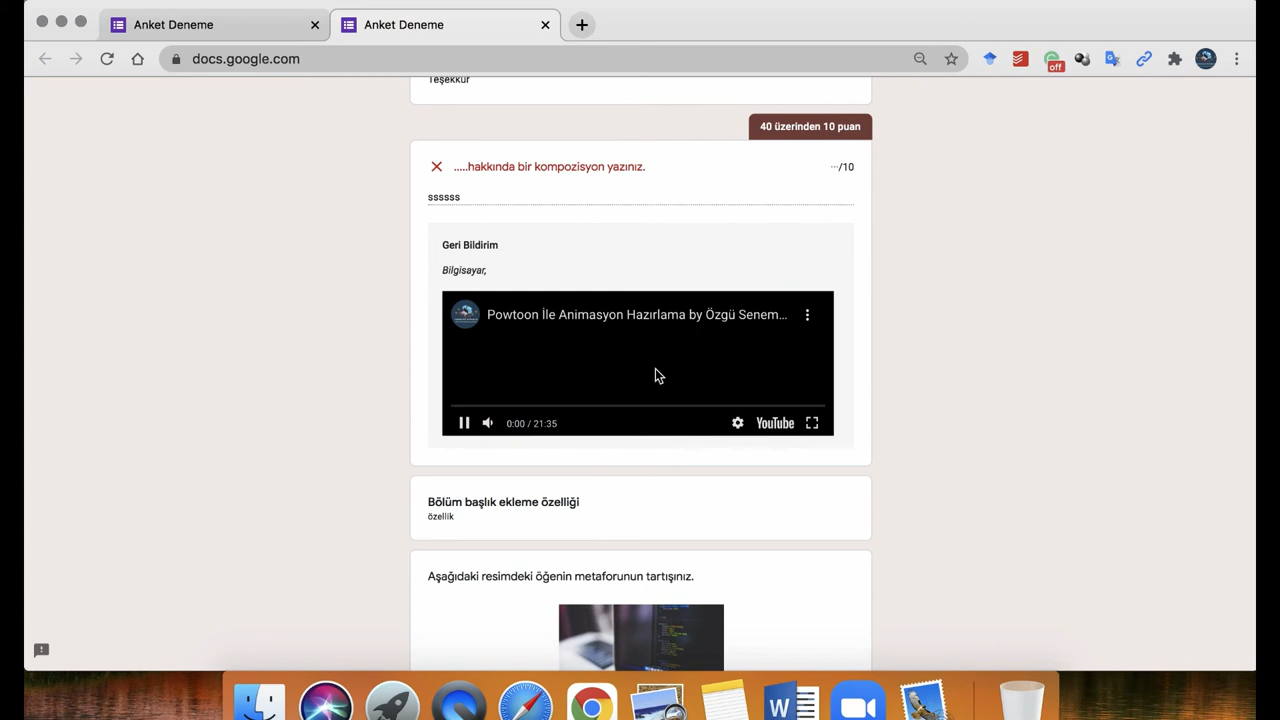 Anket Deneme
Anket Deneme
docs.google.com
off
Teşekkür
40 üzerinden 10 puan
.....hakkında bir kompozisyon yazınız.
···/10
ssssss
Geri Bildirim
Bilgisayar,
Powtoon İle Animasyon Hazırlama by Özgü Senem...
0:00 / 21:35
YouTube
Bölüm başlık ekleme özelliği
özellik
Aşağıdaki resimdeki öğenin metaforunun tartışınız.
W